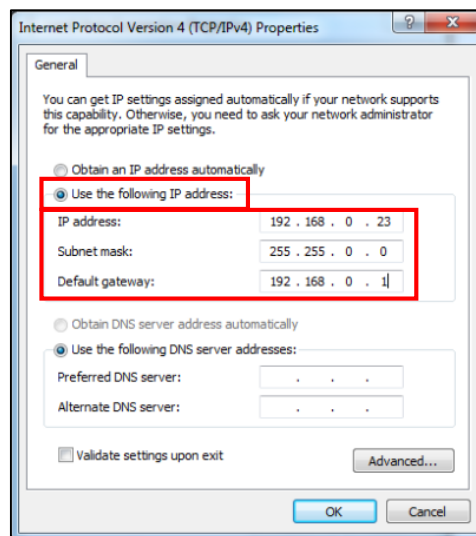 Internet Protocol Version 4 (TCP/IPv4) Properties
General
You can get IP settings assigned automatically if your network supports
this capability. Otherwise, you need to ask your network administrator
for the appropriate IP settings.
Obtain an IP address automatically
Use the following IP address:
IP address: 192 . 168 . 0 . 23
Subnet mask: 255 . 255 . 0 . 0
Default gateway: 192 . 168 . 0 . 1
Obtain DNS server address automatically
Use the following DNS server addresses:
Preferred DNS server: . . .
Alternate DNS server: . . .
Validate settings upon exit
Advanced...
OK Cancel